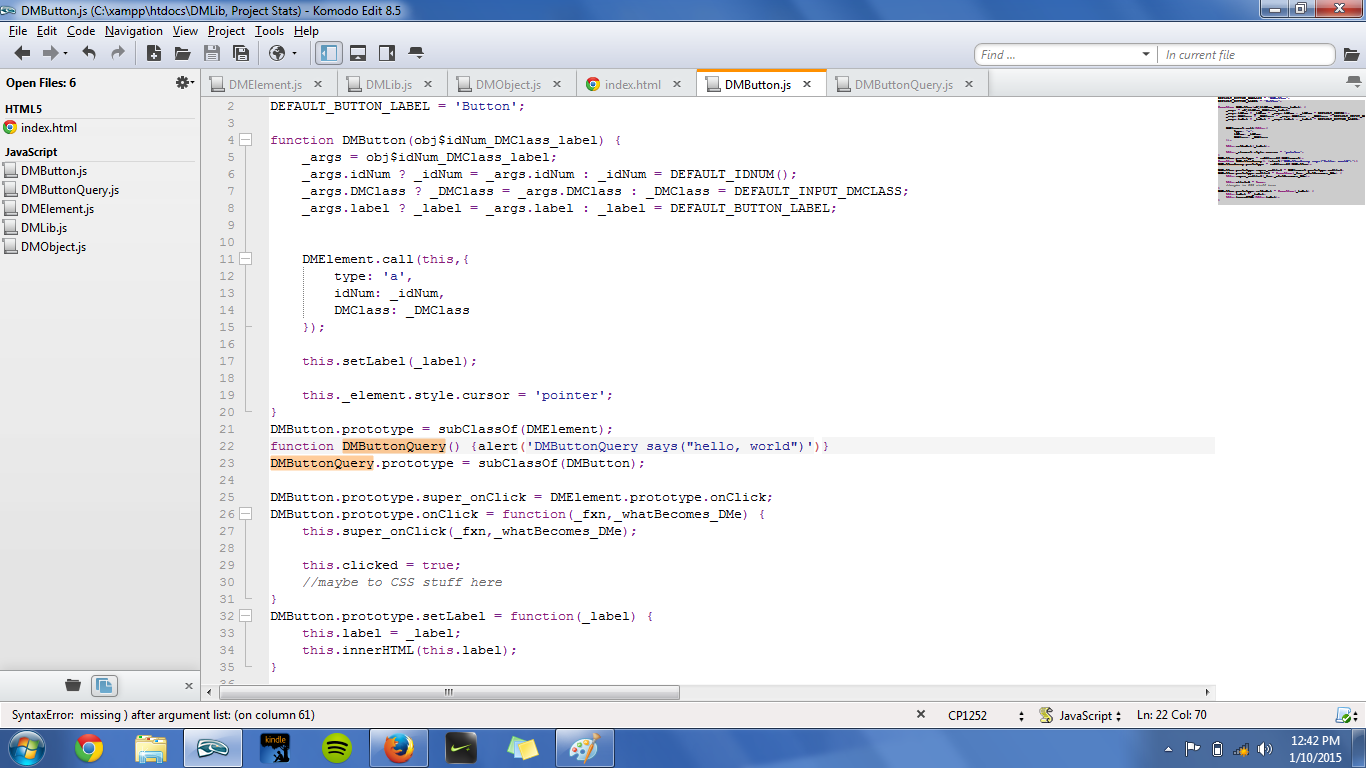 DMButton.js (C:\xampp\htdocs\DMLib, Project Stats) - Komodo Edit 8.5
File Edit Code Navigation View Project Tools Help
Find ... In current file
Open Files: 6
DMElement.js DMLib.js DMObject.js index.html DMButton.js DMButtonQuery.js
HTML5
index.html
JavaScript
DMButton.js
DMButtonQuery.js
DMElement.js
DMLib.js
DMObject.js
2 DEFAULT_BUTTON_LABEL = 'Button';
3
4 function DMButton(obj$idNum_DMClass_label) {
5 _args = obj$idNum_DMClass_label;
6 _args.idNum ? _idNum = _args.idNum : _idNum = DEFAULT_IDNUM();
7 _args.DMClass ? _DMClass = _args.DMClass : _DMClass = DEFAULT_INPUT_DMCLASS;
8 _args.label ? _label = _args.label : _label = DEFAULT_BUTTON_LABEL;
9
10
11 DMElement.call(this,{
12 type: 'a',
13 idNum: _idNum,
14 DMClass: _DMClass
15 });
16
17 this.setLabel(_label);
18
19 this._element.style.cursor = 'pointer';
20 }
21 DMButton.prototype = subClassOf(DMElement);
22 function DMButtonQuery() {alert('DMButtonQuery says("hello, world")')}
23 DMButtonQuery.prototype = subClassOf(DMButton);
24
25 DMButton.prototype.super_onClick = DMElement.prototype.onClick;
26 DMButton.prototype.onClick = function(_fxn,_whatBecomes_DMe) {
27 this.super_onClick(_fxn,_whatBecomes_DMe);
28
29 this.clicked = true;
30 //maybe to CSS stuff here
31 }
32 DMButton.prototype.setLabel = function(_label) {
33 this.label = _label;
34 this.innerHTML(this.label);
35 }
36
SyntaxError: missing ) after argument list: (on column 61) CP1252 JavaScript Ln: 22 Col: 70
kindle
12:42 PM
1/10/2015